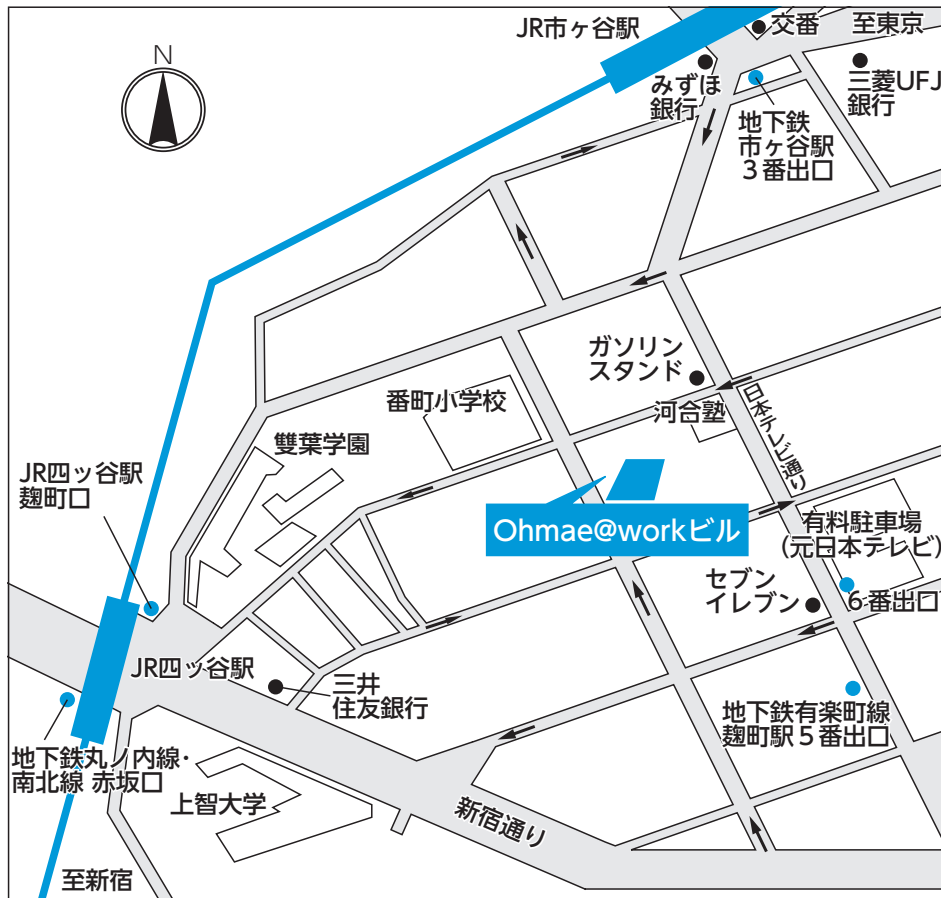 JR市ヶ谷駅
交番
至東京
N
みずほ
銀行
三菱UFJ
銀行
地下鉄
市ヶ谷駅
３番出口
ガソリン
スタンド
番町小学校
河合塾
日本テレビ通り
雙葉学園
JR四ッ谷駅
麹町口
Ohmae@workビル
有料駐車場
(元日本テレビ)
セブン
イレブン
６番出口
JR四ッ谷駅
三井
住友銀行
地下鉄有楽町線
麹町駅５番出口
地下鉄丸ノ内線・
南北線 赤坂口
上智大学
新宿通り
至新宿